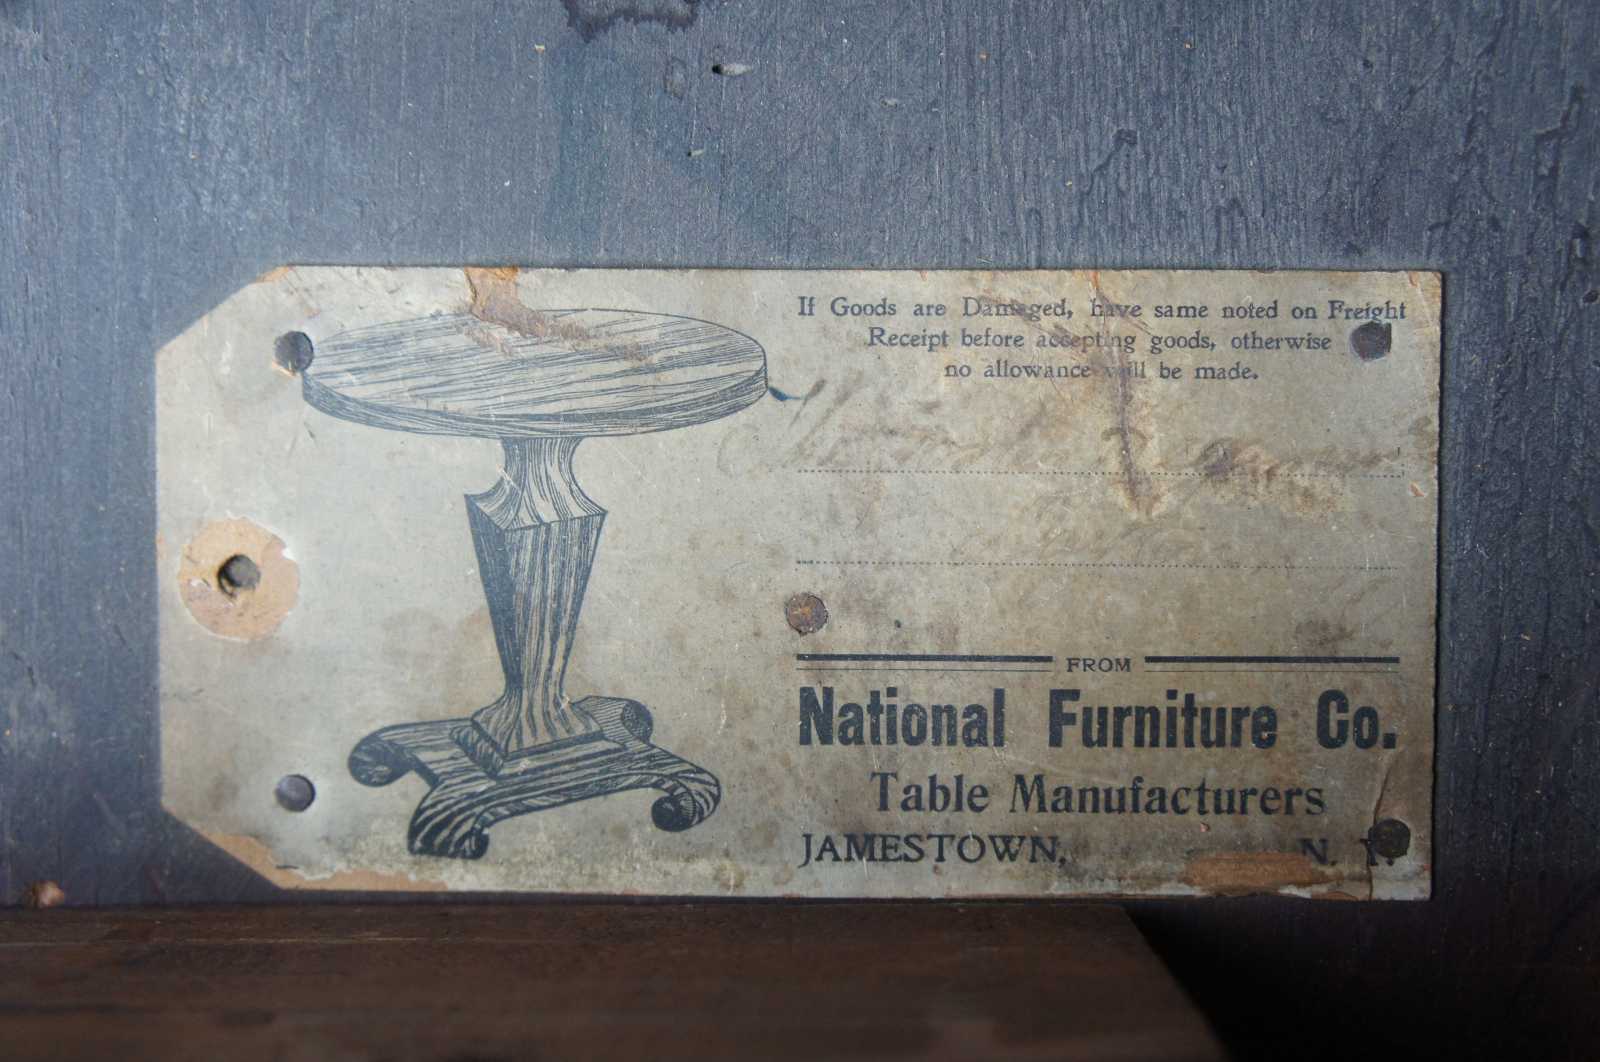 If Goods are Damaged, have same noted on Freight
Receipt before accepting goods, otherwise
no allowance will be made.
FROM
National Furniture Co.
Table Manufacturers
JAMESTOWN, N. Y.